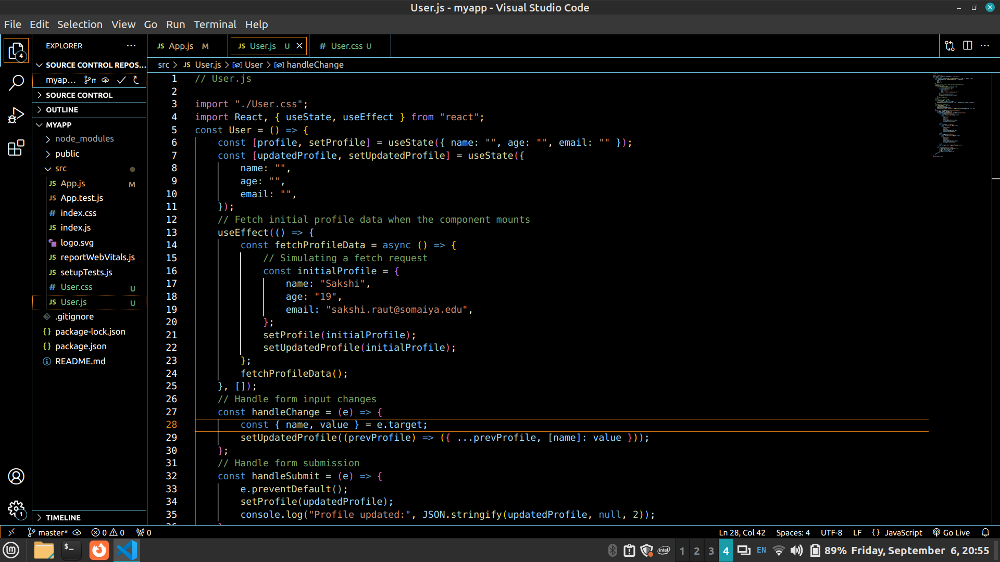 User.js - myapp - Visual Studio Code
File Edit Selection View Go Run Terminal Help
EXPLORER
SOURCE CONTROL REPOS...
myap...
SOURCE CONTROL
OUTLINE
MYAPP
node_modules
public
src
JS App.js M
JS App.test.js
# index.css
JS index.js
logo.svg
JS reportWebVitals.js
JS setupTests.js
# User.css U
JS User.js U
.gitignore
{} package-lock.json
{} package.json
README.md
TIMELINE
4
1
JS App.js M
JS User.js U
# User.css U
src > JS User.js > User > handleChange
1 // User.js
2
3 import "./User.css";
4 import React, { useState, useEffect } from "react";
5 const User = () => {
6 const [profile, setProfile] = useState({ name: "", age: "", email: "" });
7 const [updatedProfile, setUpdatedProfile] = useState({
8 name: "",
9 age: "",
10 email: "",
11 });
12 // Fetch initial profile data when the component mounts
13 useEffect(() => {
14 const fetchProfileData = async () => {
15 // Simulating a fetch request
16 const initialProfile = {
17 name: "Sakshi",
18 age: "19",
19 email: "sakshi.raut@somaiya.edu",
20 };
21 setProfile(initialProfile);
22 setUpdatedProfile(initialProfile);
23 };
24 fetchProfileData();
25 }, []);
26 // Handle form input changes
27 const handleChange = (e) => {
28 const { name, value } = e.target;
29 setUpdatedProfile((prevProfile) => ({ ...prevProfile, [name]: value }));
30 };
31 // Handle form submission
32 const handleSubmit = (e) => {
33 e.preventDefault();
34 setProfile(updatedProfile);
35 console.log("Profile updated:", JSON.stringify(updatedProfile, null, 2));
master* 0 0 0
Ln 28, Col 42 Spaces: 4 UTF-8 LF {} JavaScript Go Live
$_ intel 1 2 3 4 EN 89% Friday, September 6, 20:55